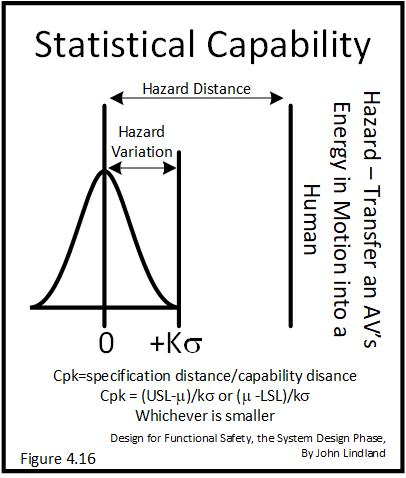 Statistical Capability
Hazard Distance
Hazard
Variation
Hazard – Transfer an AV's
Energy in Motion into a
Human
0
+Kσ
Cpk=specification distance/capability disance
Cpk = (USL-μ)/kσ or (μ -LSL)/kσ
Whichever is smaller
Design for Functional Safety, the System Design Phase,
By John Lindland
Figure 4.16